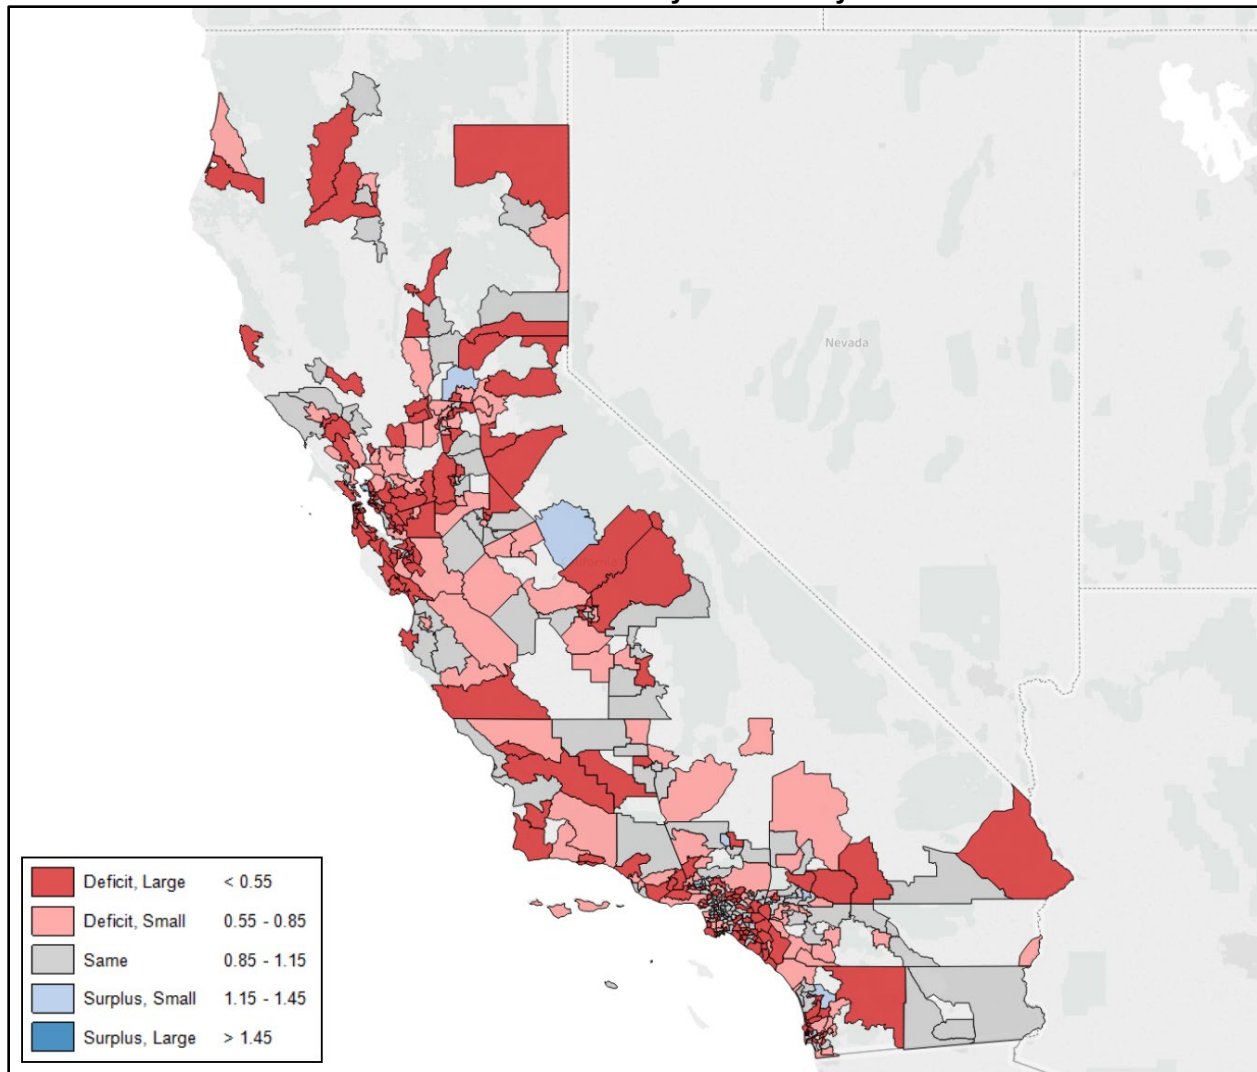 Nevada
Deficit, Large < 0.55
Deficit, Small 0.55 - 0.85
Same 0.85 - 1.15
Surplus, Small 1.15 - 1.45
Surplus, Large > 1.45